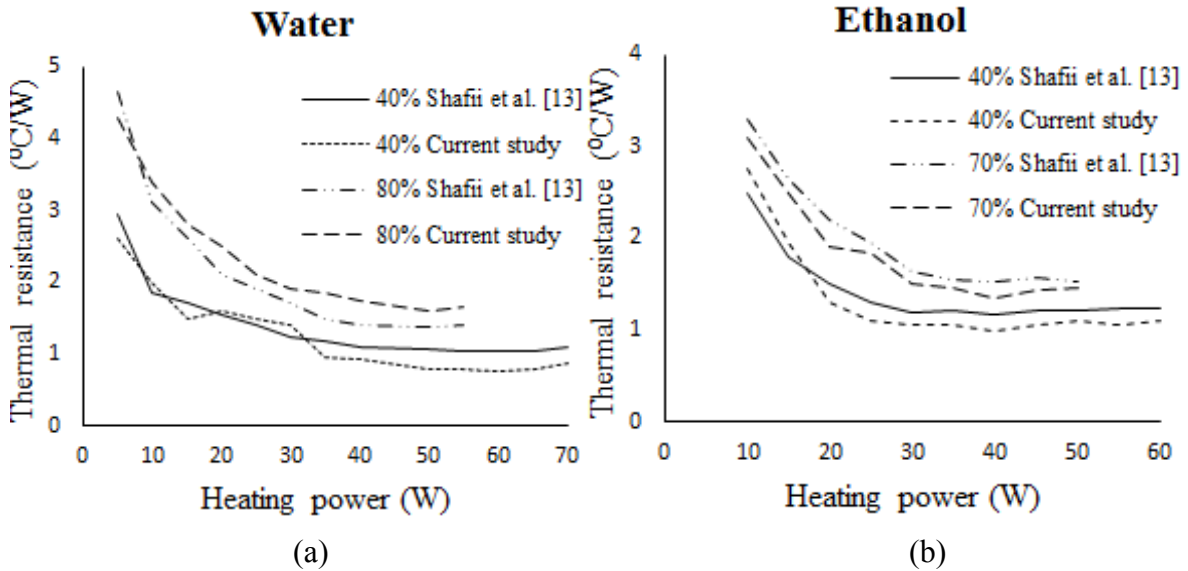 Water
Thermal resistance (⁰C/W)
5
4
3
2
1
0
0 10 20 30 40 50 60 70
Heating power (W)
40% Shafii et al. [13]
40% Current study
80% Shafii et al. [13]
80% Current study
(a)
Ethanol
Thermal resistance (⁰C/W)
4
3
2
1
0
0 10 20 30 40 50 60
Heating power (W)
40% Shafii et al. [13]
40% Current study
70% Shafii et al. [13]
70% Current study
(b)